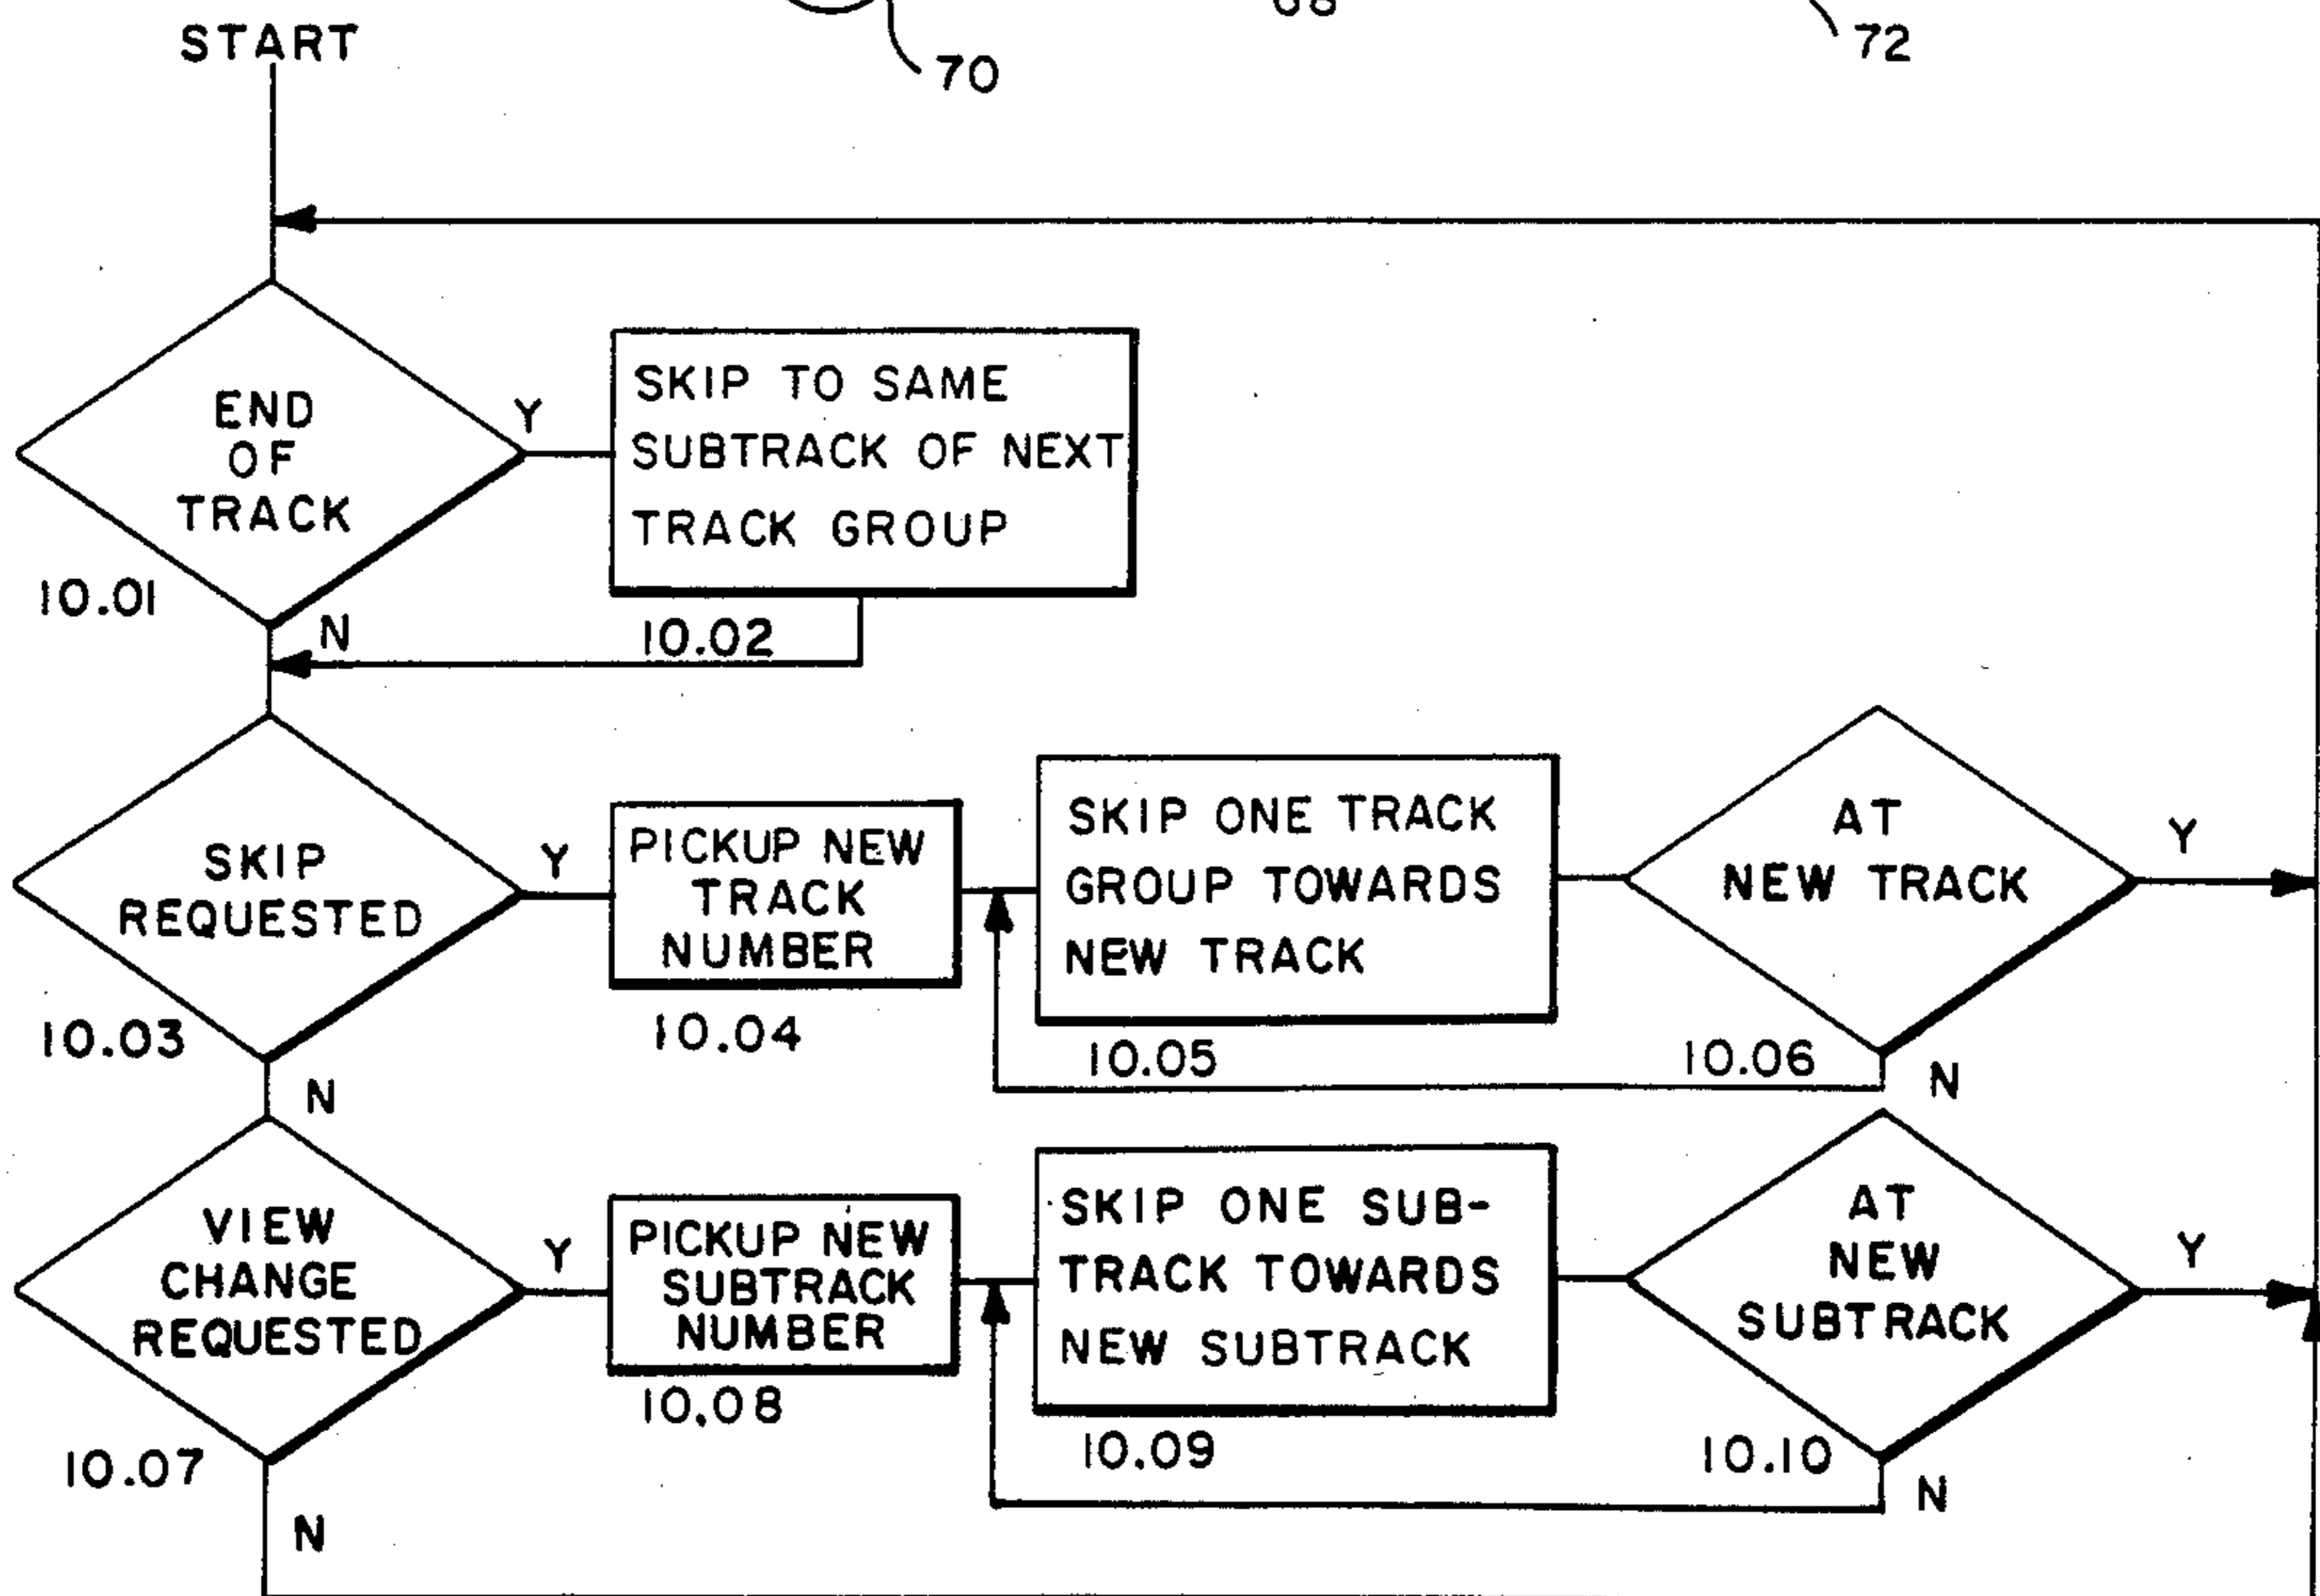 68
72
START
70
END
OF
TRACK
Y
SKIP TO SAME
SUBTRACK OF NEXT
TRACK GROUP
10.01
N
10.02
SKIP
REQUESTED
Y
PICKUP NEW
TRACK
NUMBER
SKIP ONE TRACK
GROUP TOWARDS
NEW TRACK
AT
NEW TRACK
Y
10.03
10.04
10.05
10.06
N
N
VIEW
CHANGE
REQUESTED
Y
PICKUP NEW
SUBTRACK
NUMBER
SKIP ONE SUB-
TRACK TOWARDS
NEW SUBTRACK
AT
NEW
SUBTRACK
Y
10.07
10.08
10.09
10.10
N
N